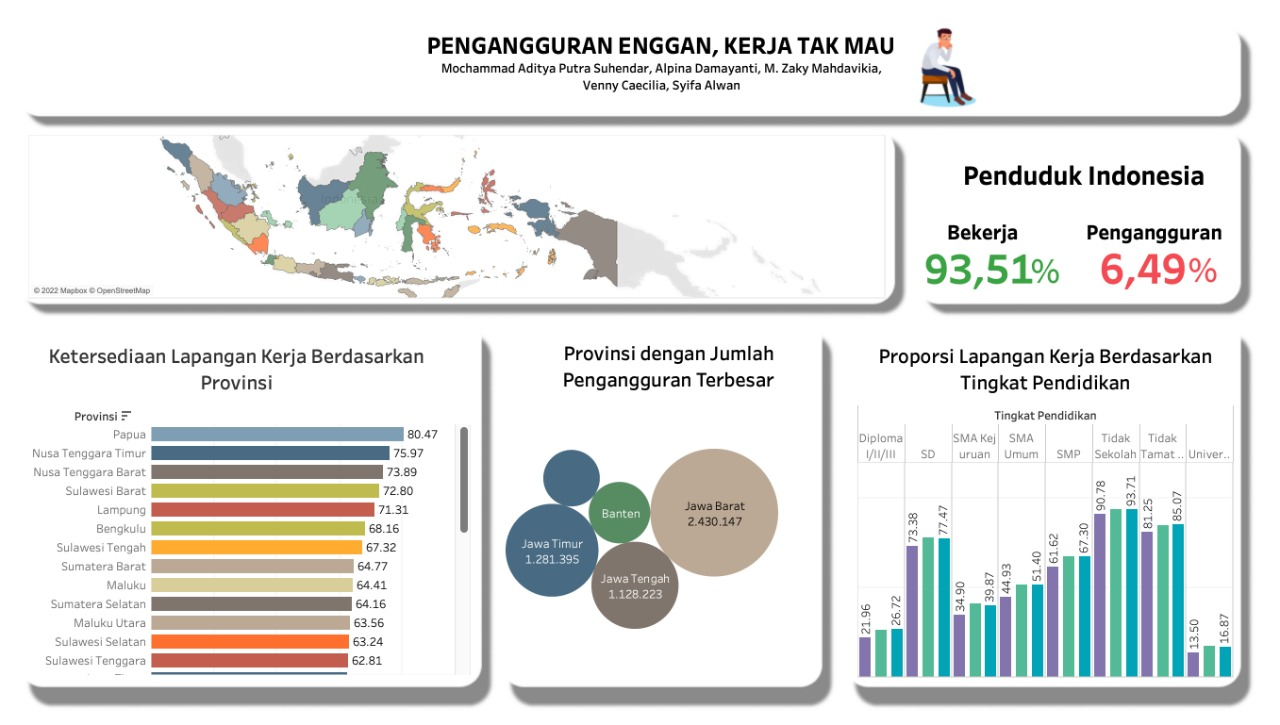 PENGANGGURAN ENGGAN, KERJA TAK MAU
Mochammad Aditya Putra Suhendar, Alpina Damayanti, M. Zaky Mahdavikia,
Venny Caecilia, Syifa Alwan
© 2022 Mapbox © OpenStreetMap
Penduduk Indonesia
Bekerja
Pengangguran
93,51%
6,49%
Ketersediaan Lapangan Kerja Berdasarkan
Provinsi
Provinsi
Papua 80.47
Nusa Tenggara Timur 75.97
Nusa Tenggara Barat 73.89
Sulawesi Barat 72.80
Lampung 71.31
Bengkulu 68.16
Sulawesi Tengah 67.32
Sumatera Barat 64.77
Maluku 64.41
Sumatera Selatan 64.16
Maluku Utara 63.56
Sulawesi Selatan 63.24
Sulawesi Tenggara 62.81
Provinsi dengan Jumlah
Pengangguran Terbesar
Jawa Barat
2.430.147
Banten
Jawa Timur
1.281.395
Jawa Tengah
1.128.223
Proporsi Lapangan Kerja Berdasarkan
Tingkat Pendidikan
Tingkat Pendidikan
Diploma
I/II/III
SD
SMA Kej
uruan
SMA
Umum
SMP
Tidak
Sekolah
Tidak
Tamat ..
Univer..
21.96
26.72
73.38
77.47
34.90
39.87
44.93
51.40
61.62
67.30
90.78
93.71
81.25
85.07
13.50
16.87